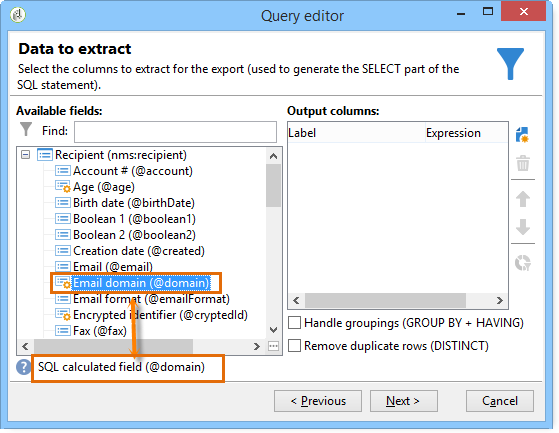 Query editor
Data to extract
Select the columns to extract for the export (used to generate the SELECT part of the
SQL statement).
Available fields:
Find:
Recipient (nms:recipient)
Account # (@account)
Age (@age)
Birth date (@birthDate)
Boolean 1 (@boolean1)
Boolean 2 (@boolean2)
Creation date (@created)
Email (@email)
Email domain (@domain)
Email format (@emailFormat)
Encrypted identifier (@cryptedId)
Fax (@fax)
SQL calculated field (@domain)
Output columns:
Label Expression
Handle groupings (GROUP BY + HAVING)
Remove duplicate rows (DISTINCT)
< Previous Next > Cancel